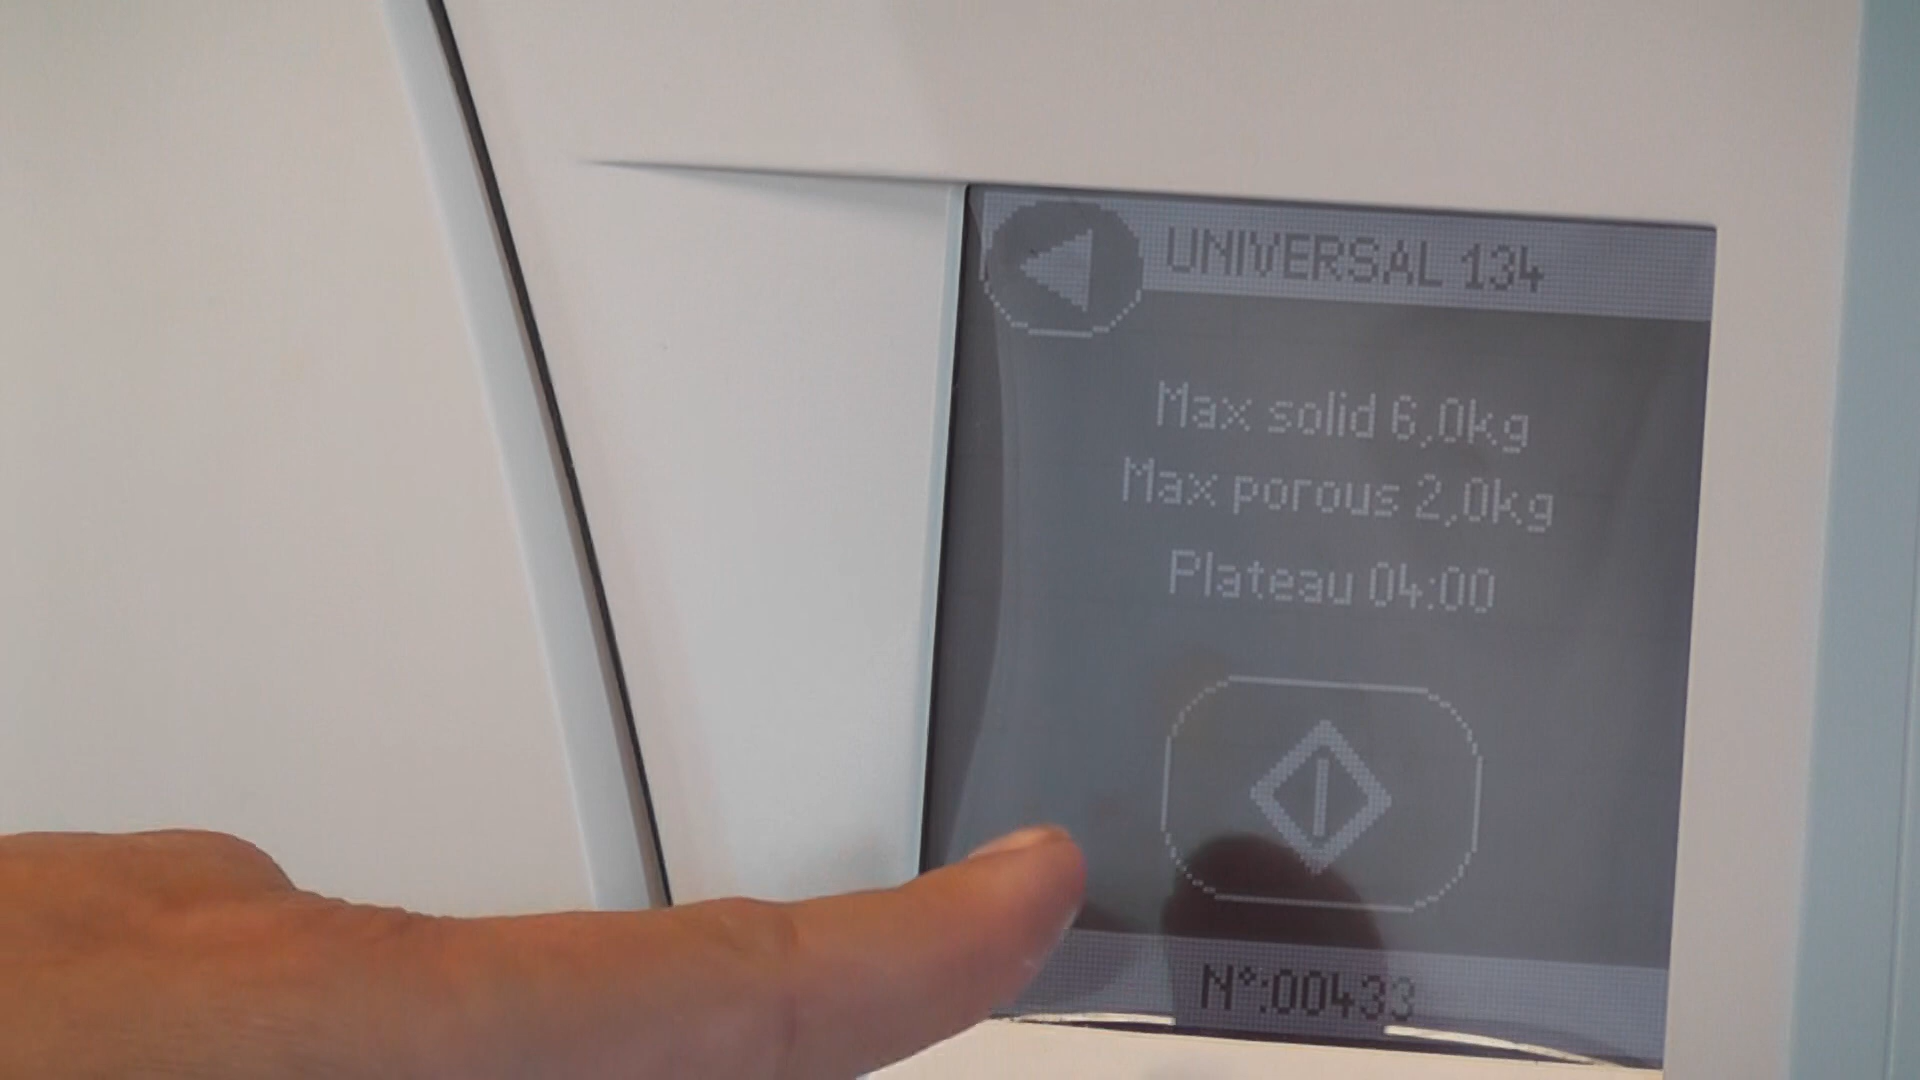 UNIVERSAL 134
Max solid 6,0kg
Max porous 2,0kg
Plateau 04:00
N°:00433